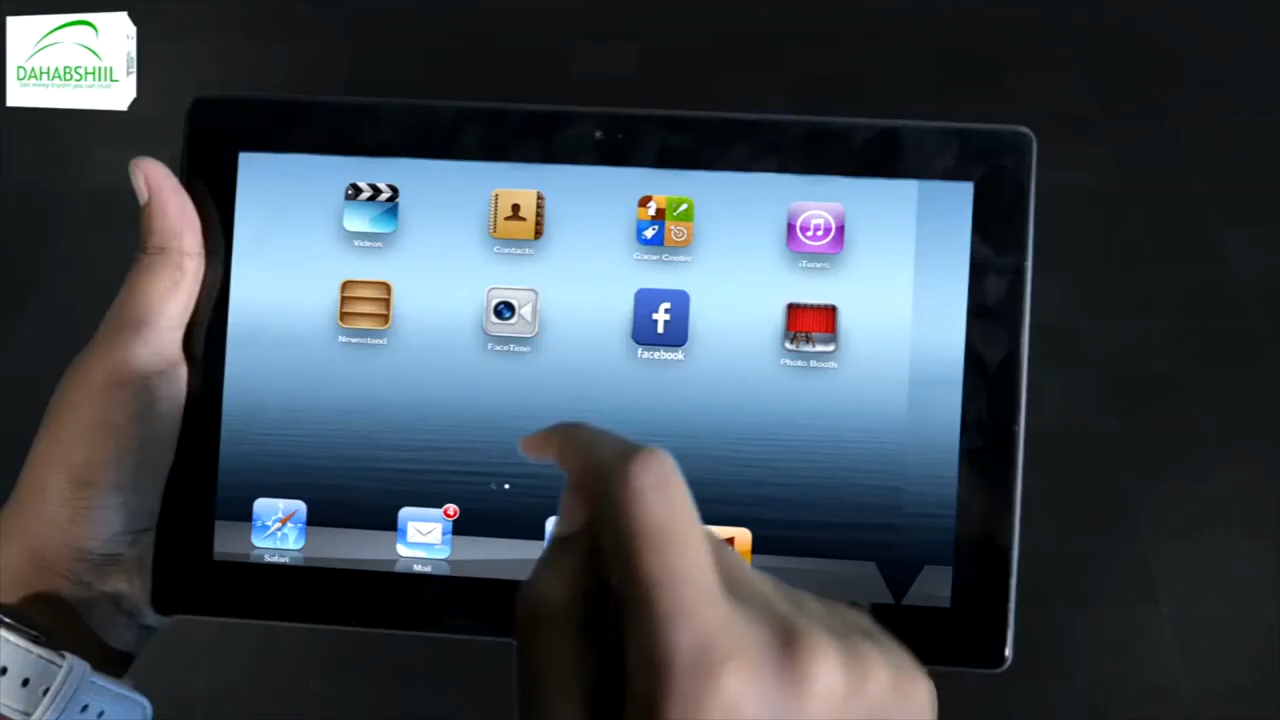 DAHABSHIIL
Videos
Contacts
Game Center
iTunes
Newsstand
FaceTime
facebook
Photo Booth
4
Safari
Mail